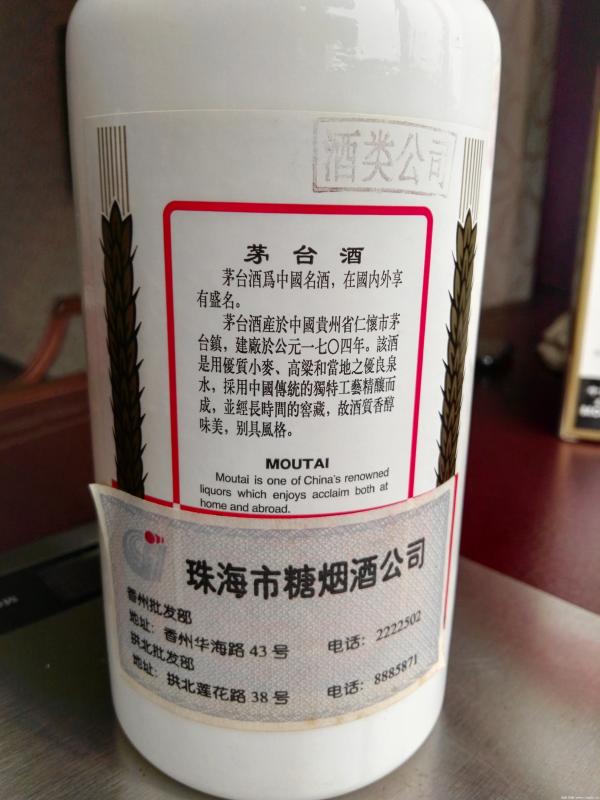 酒类公司
茅台酒
茅台酒爲中國名酒，在國内外享
有盛名。
茅台酒産於中國貴州省仁懷市茅
台鎮，建廠於公元一七〇四年。該酒
是用優質小麥、高粱和當地之優良泉
水，採用中國傳統的獨特工藝精釀而
成，並經長時間的窖藏，故酒質香醇
味美，别具風格。
MOUTAI
Moutai is one of China's renowned
liquors which enjoys acclaim both at
home and abroad.
珠海市糖烟酒公司
香州批发部
地址：香州华海路43号 电话：2222502
拱北批发部
地址：拱北莲花路38号 电话：8885871